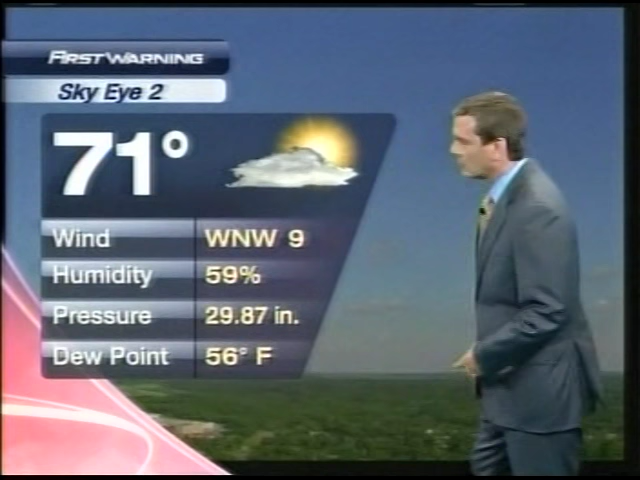 FIRST WARNING
Sky Eye 2
71°
Wind WNW 9
Humidity 59%
Pressure 29.87 in.
Dew Point 56° F